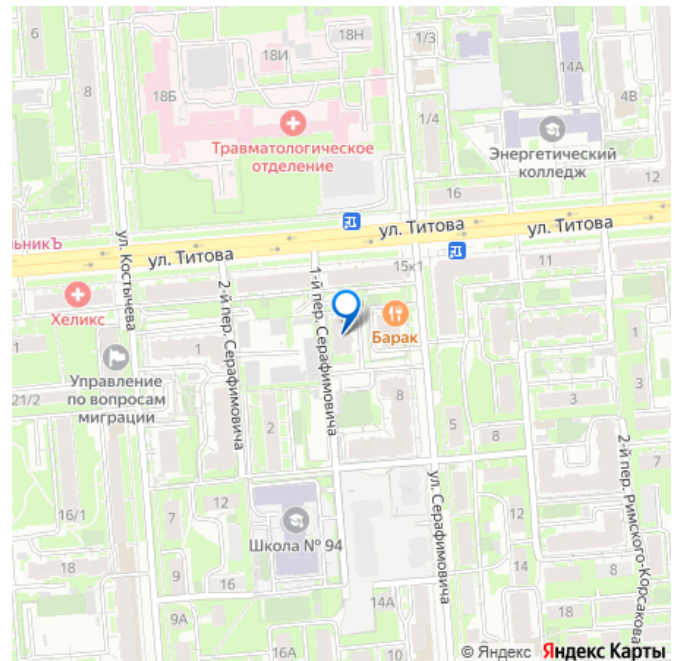 6
18Н
1/3
18И
8
14А
18Б
4В
1/4
Травматологическое
отделение
Энергетический
колледж
16
12
ул. Титова
ул. Титова
льникЪ
ул. Титова
ул. Костычева
15к1
11
2-й пер. Серафимовича
1-й пер. Серафимовича
Хеликс
Барак
1
Управление
по вопросам
миграции
21/2
8
3
3
2
5
8
7
2-й пер. Римского-Корсакова
ул. Серафимовича
16/1
7
12
12
Школа № 94
18
9
16
14
9А
14А
18
8
© Яндекс Яндекс Карты